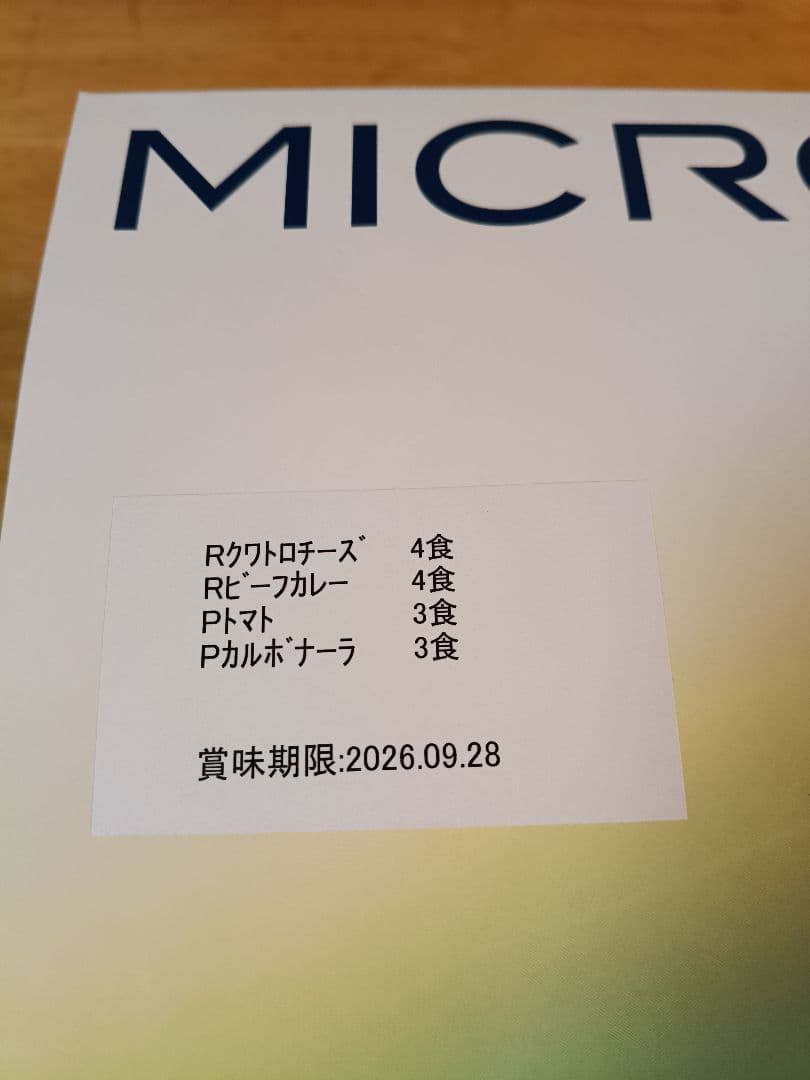 MICR
Rｸワトロチーズ 4食
Rビーフカレー 4食
Pトマト 3食
Pカルボナーラ 3食
賞味期限:2026.09.28